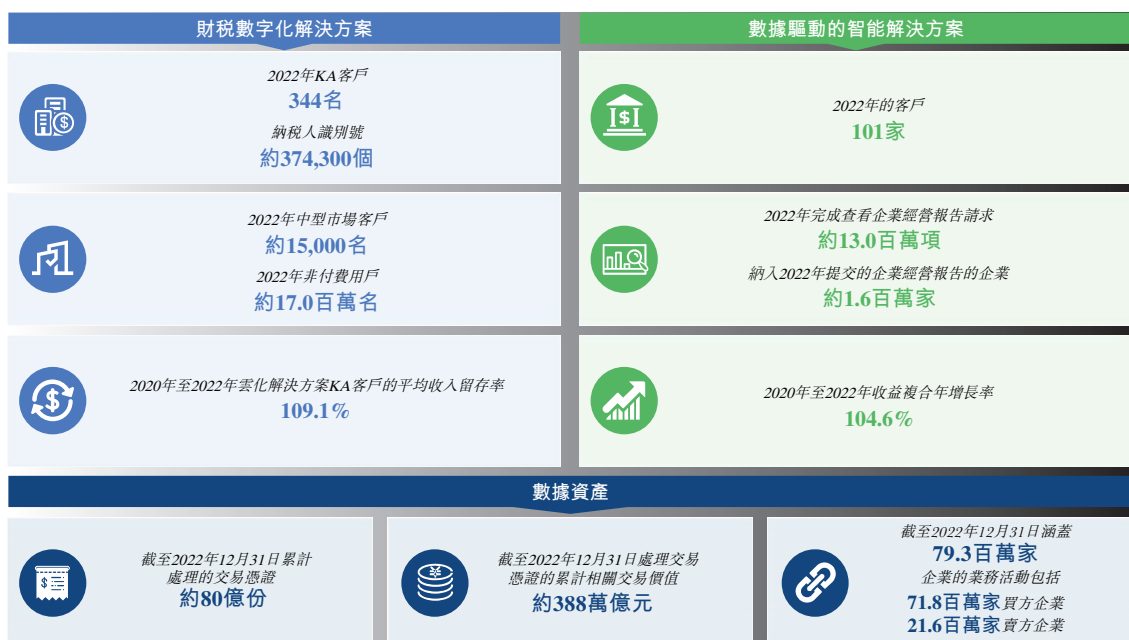 財稅數字化解決方案
2022年KA客戶
344名
納稅人識別號
約374,300個
2022年中型市場客戶
約15,000名
2022年非付費用戶
約17.0百萬名
2020年至2022年雲化解決方案KA客戶的平均收入留存率
109.1%
數據驅動的智能解決方案
2022年的客戶
101家
2022年完成查看企業經營報告請求
約13.0百萬項
納入2022年提交的企業經營報告的企業
約1.6百萬家
2020年至2022年收益複合年增長率
104.6%
數據資產
截至2022年12月31日累計
處理的交易憑證
約80億份
截至2022年12月31日處理交易
憑證的累計相關交易價值
約388萬億元
截至2022年12月31日涵蓋
79.3百萬家
企業的業務活動包括
71.8百萬家買方企業
21.6百萬家賣方企業